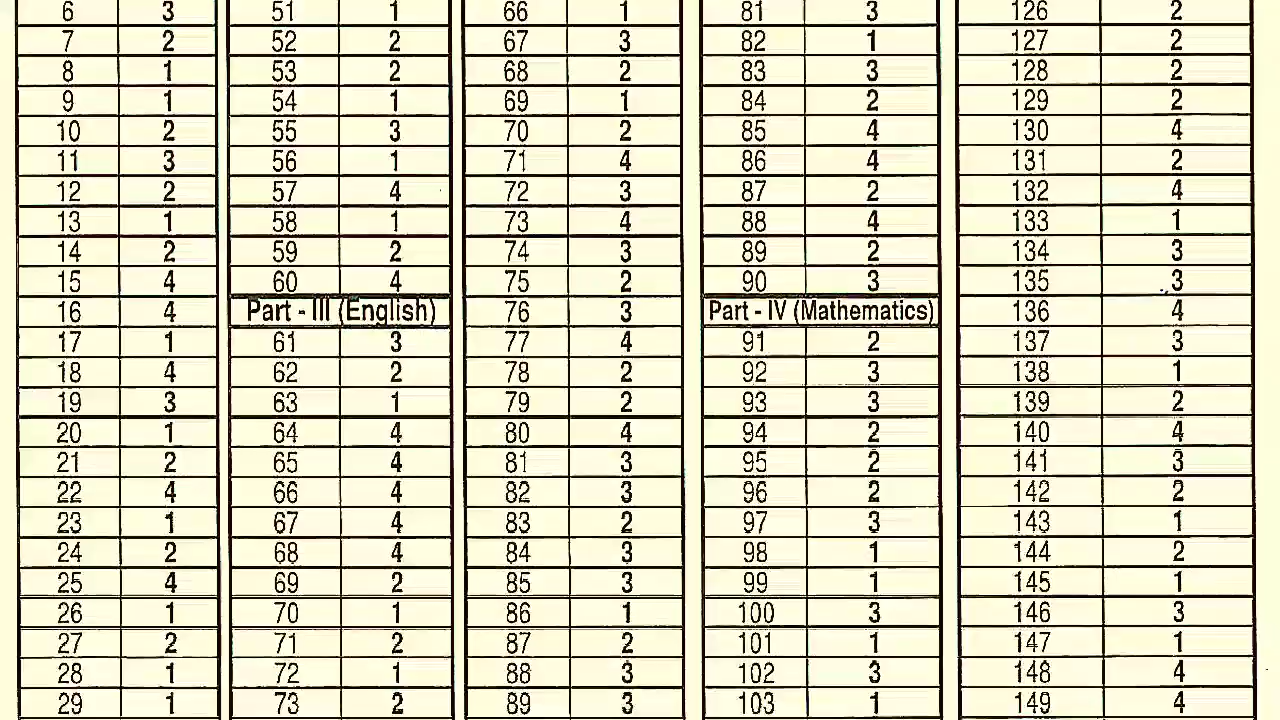 6 3 51 1 66 1 81 3 126 2
7 2 52 2 67 3 82 1 127 2
8 1 53 2 68 2 83 3 128 2
9 1 54 1 69 1 84 2 129 2
10 2 55 3 70 2 85 4 130 4
11 3 56 1 71 4 86 4 131 2
12 2 57 4 72 3 87 2 132 4
13 1 58 1 73 4 88 4 133 1
14 2 59 2 74 3 89 2 134 3
15 4 60 4 75 2 90 3 135 3
16 4 Part - III (English) 76 3 Part - IV (Mathematics) 136 4
17 1 61 3 77 4 91 2 137 3
18 4 62 2 78 2 92 3 138 1
19 3 63 1 79 2 93 3 139 2
20 1 64 4 80 4 94 2 140 4
21 2 65 4 81 3 95 2 141 3
22 4 66 4 82 3 96 2 142 2
23 1 67 4 83 2 97 3 143 1
24 2 68 4 84 3 98 1 144 2
25 4 69 2 85 3 99 1 145 1
26 1 70 1 86 1 100 3 146 3
27 2 71 2 87 2 101 1 147 1
28 1 72 1 88 3 102 3 148 4
29 1 73 2 89 3 103 1 149 4